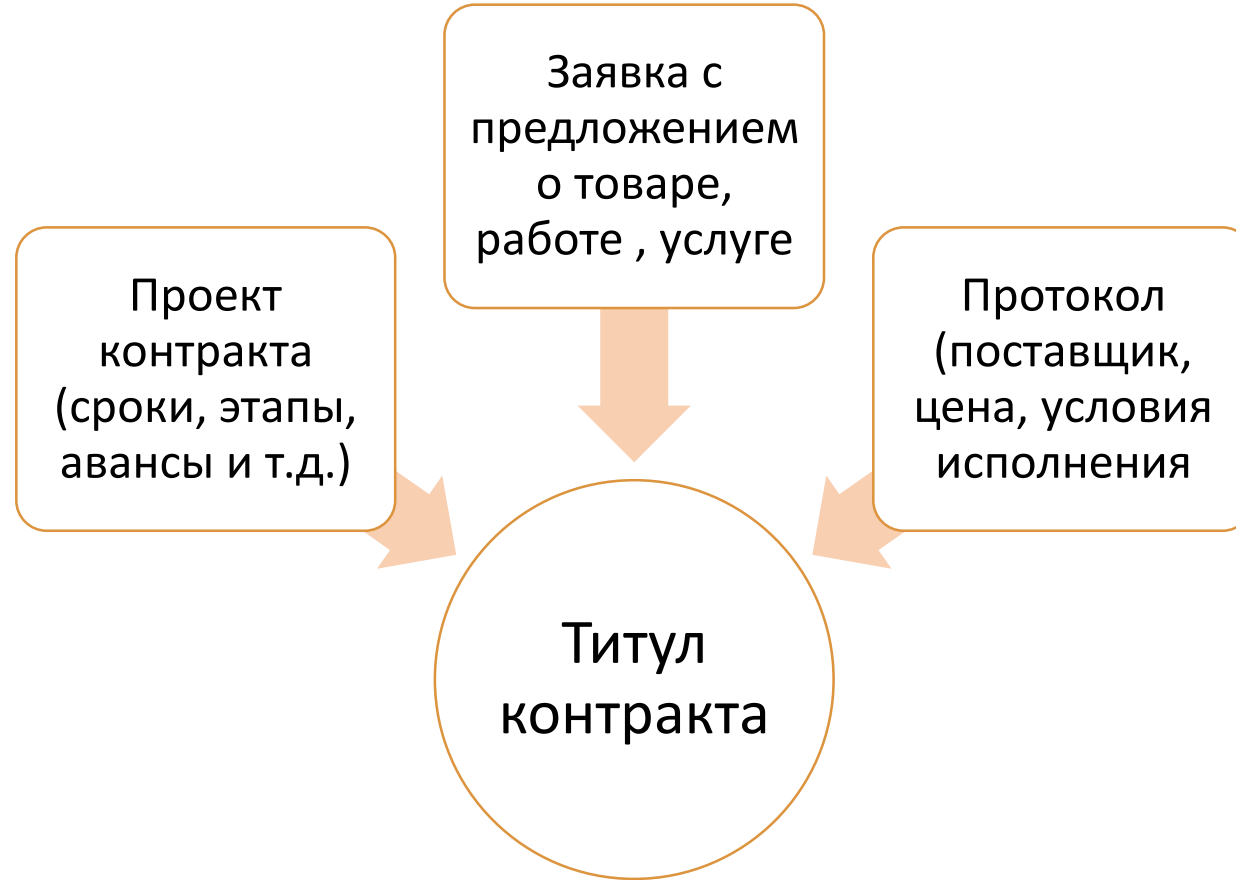 Заявка с
предложением
о товаре,
работе , услуге
Проект
контракта
(сроки, этапы,
авансы и т.д.)
Протокол
(поставщик,
цена, условия
исполнения
Титул
контракта